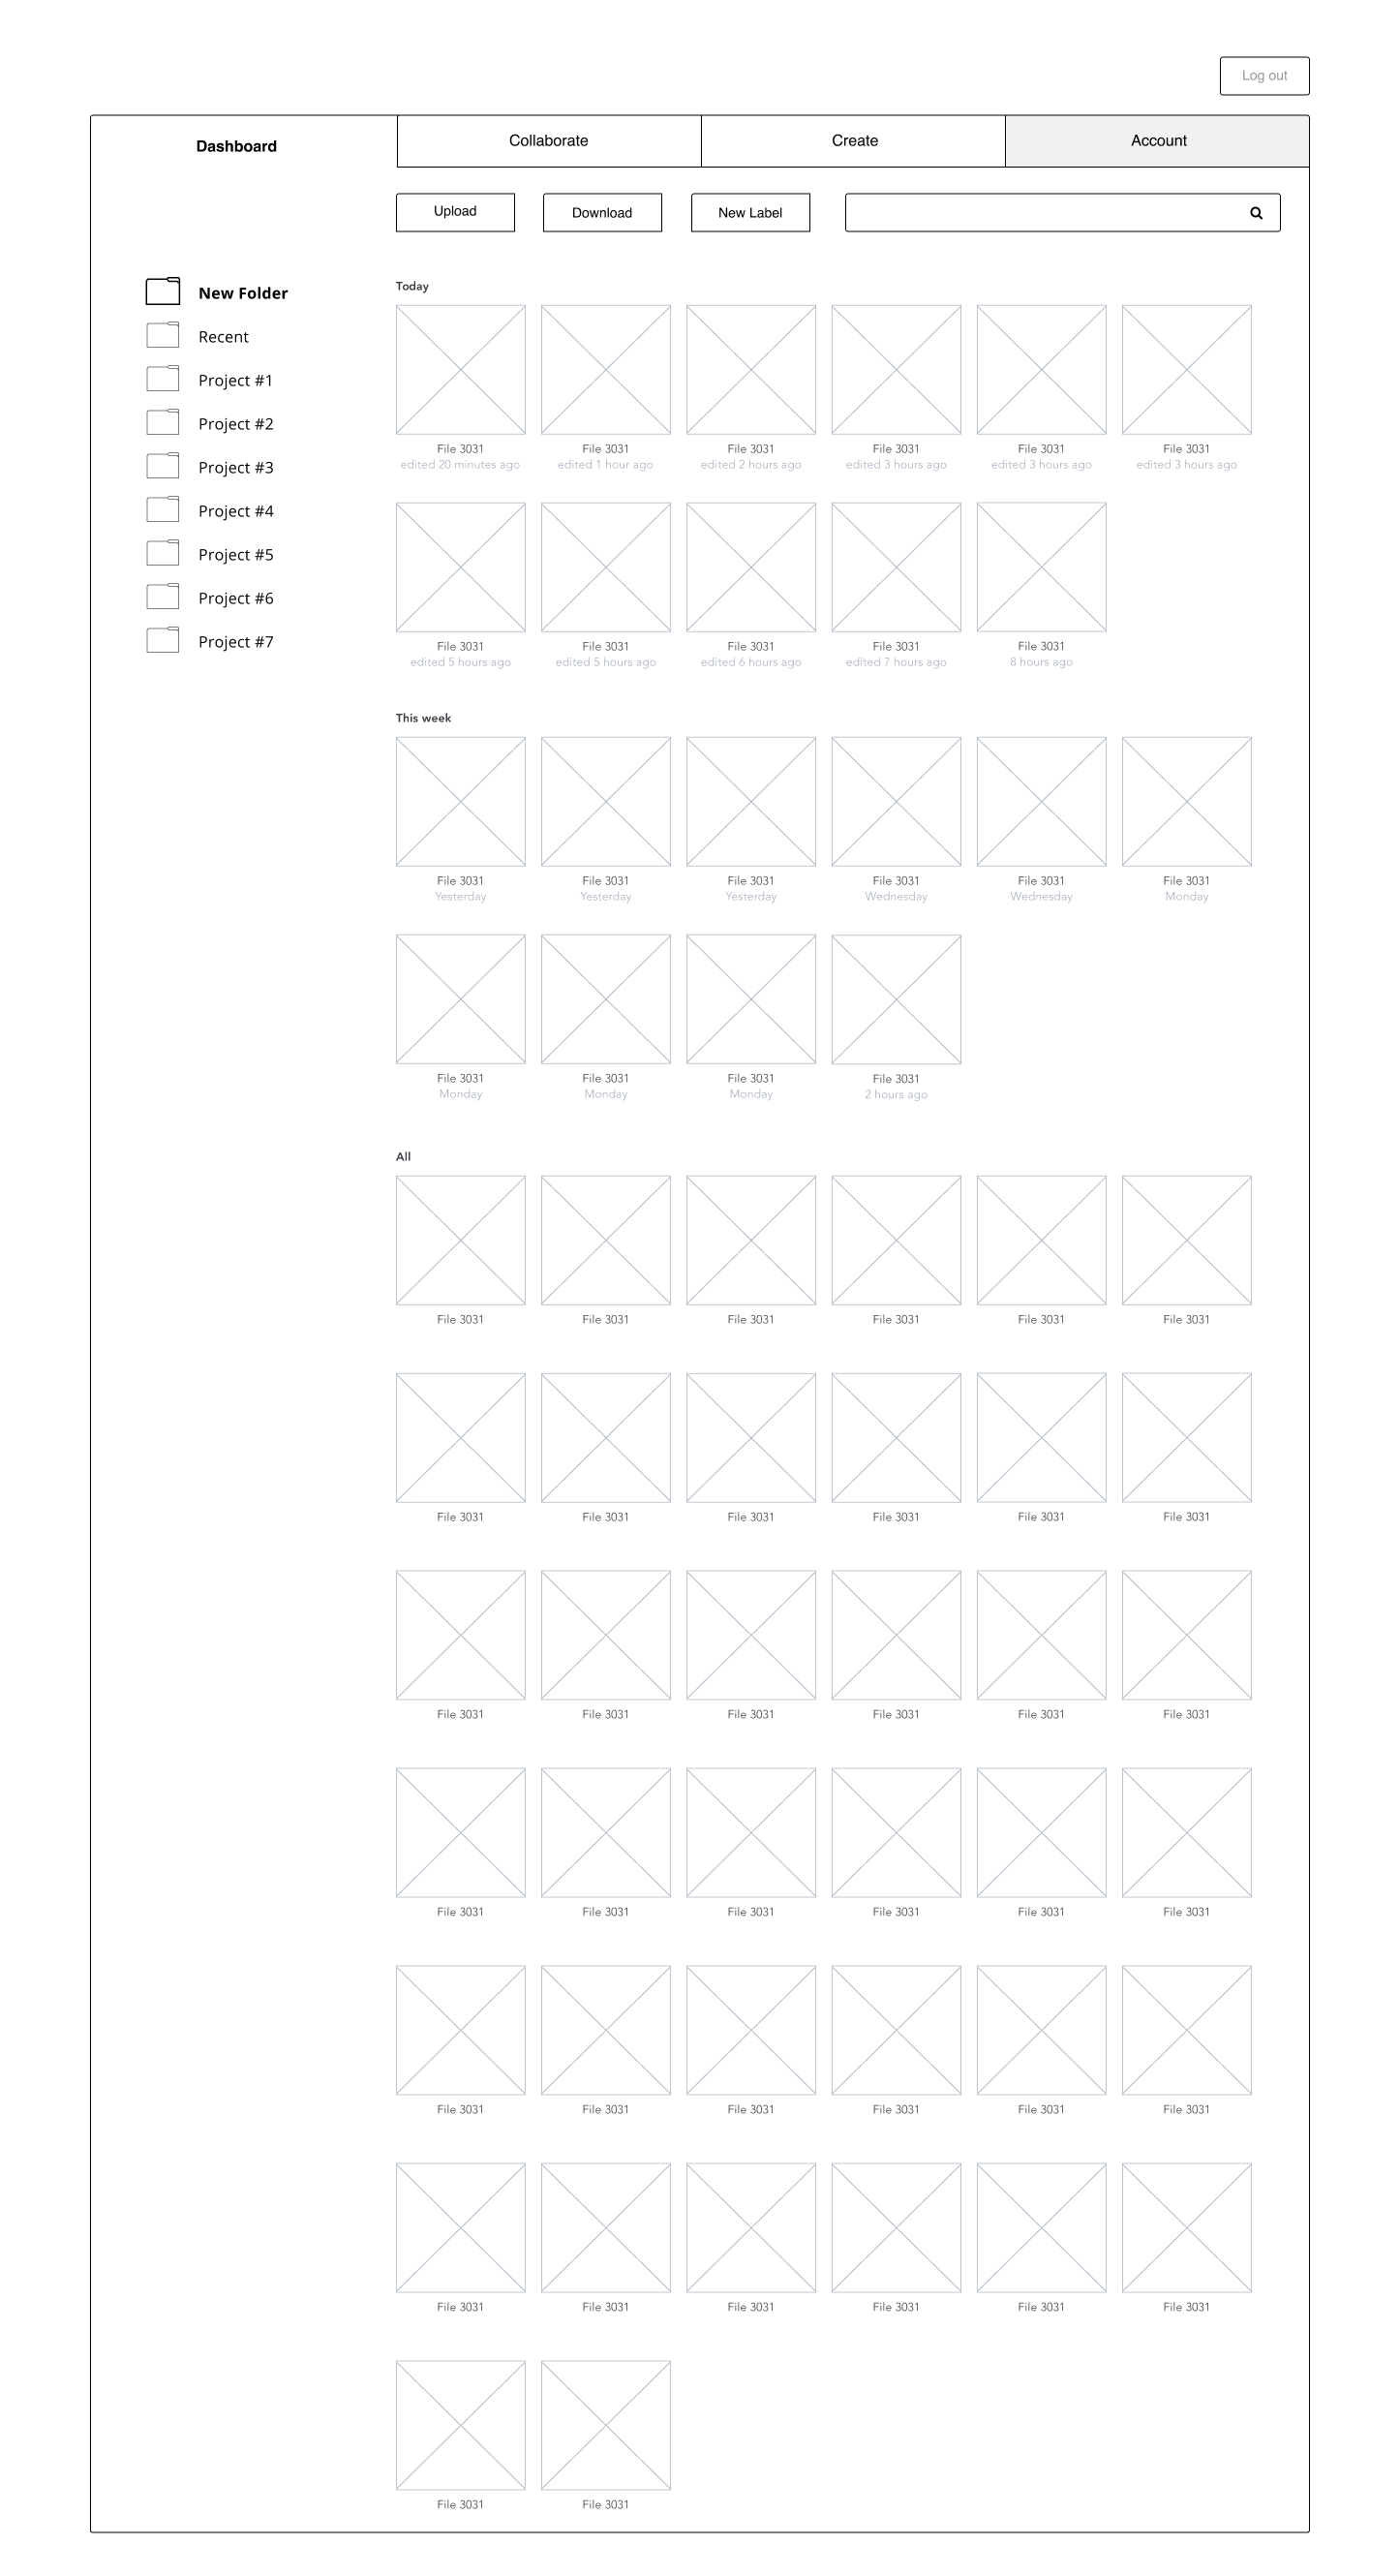 Log out
Dashboard
Collaborate
Create
Account
Upload
Download
New Label
New Folder
Recent
Project #1
Project #2
Project #3
Project #4
Project #5
Project #6
Project #7
Today
File 3031 File 3031 File 3031 File 3031 File 3031 File 3031
edited 20 minutes ago edited 1 hour ago edited 2 hours ago edited 3 hours ago edited 3 hours ago edited 3 hours ago
File 3031 File 3031 File 3031 File 3031 File 3031
edited 5 hours ago edited 5 hours ago edited 6 hours ago edited 7 hours ago 8 hours ago
This week
File 3031 File 3031 File 3031 File 3031 File 3031 File 3031
Yesterday Yesterday Yesterday Wednesday Wednesday Monday
File 3031 File 3031 File 3031 File 3031
Monday Monday Monday 2 hours ago
All
File 3031 File 3031 File 3031 File 3031 File 3031 File 3031
File 3031 File 3031 File 3031 File 3031 File 3031 File 3031
File 3031 File 3031 File 3031 File 3031 File 3031 File 3031
File 3031 File 3031 File 3031 File 3031 File 3031 File 3031
File 3031 File 3031 File 3031 File 3031 File 3031 File 3031
File 3031 File 3031 File 3031 File 3031 File 3031 File 3031
File 3031 File 3031